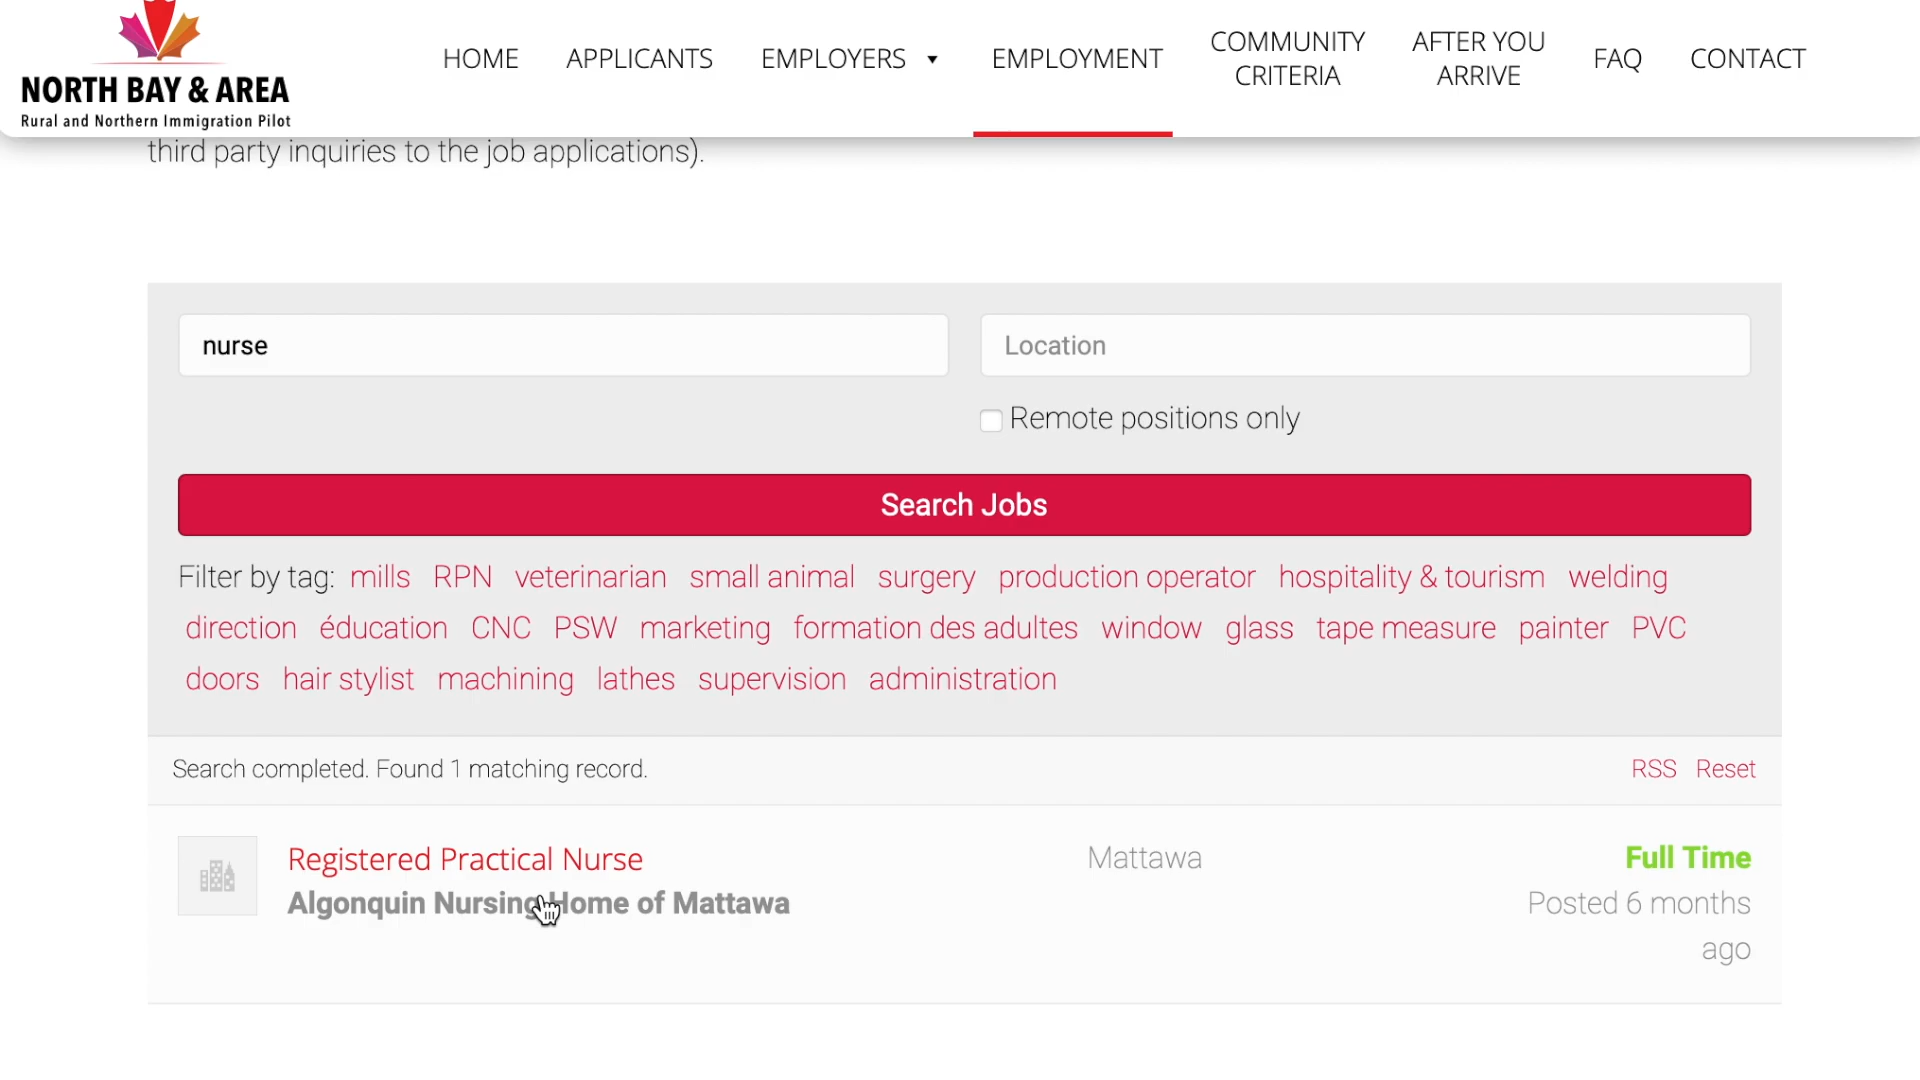 NORTH BAY & AREA
Rural and Northern Immigration Pilot
HOME
APPLICANTS
EMPLOYERS
EMPLOYMENT
COMMUNITY
CRITERIA
AFTER YOU
ARRIVE
FAQ
CONTACT
third party inquiries to the job applications).
nurse
Location
Remote positions only
Search Jobs
Filter by tag: mills RPN veterinarian small animal surgery production operator hospitality & tourism welding
direction éducation CNC PSW marketing formation des adultes window glass tape measure painter PVC
doors hair stylist machining lathes supervision administration
Search completed. Found 1 matching record.
RSS Reset
Registered Practical Nurse
Algonquin Nursing Home of Mattawa
Mattawa
Full Time
Posted 6 months
ago